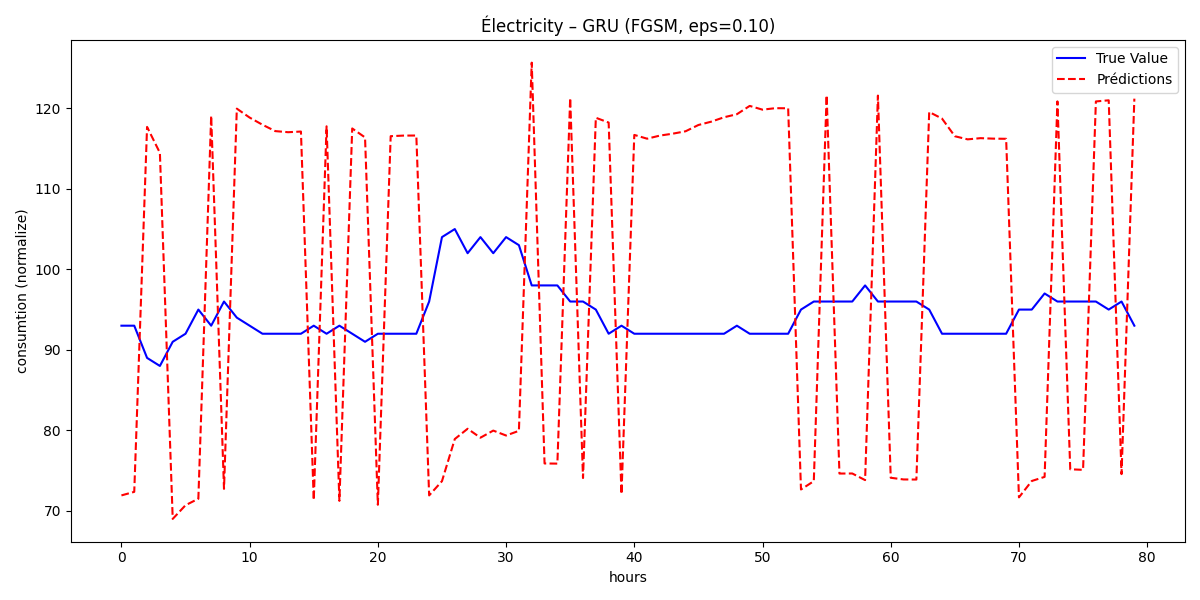 Électricity – GRU (FGSM, eps=0.10)
True Value
Prédictions
consumtion (normalize)
120
110
100
90
80
70
0 10 20 30 40 50 60 70 80
hours